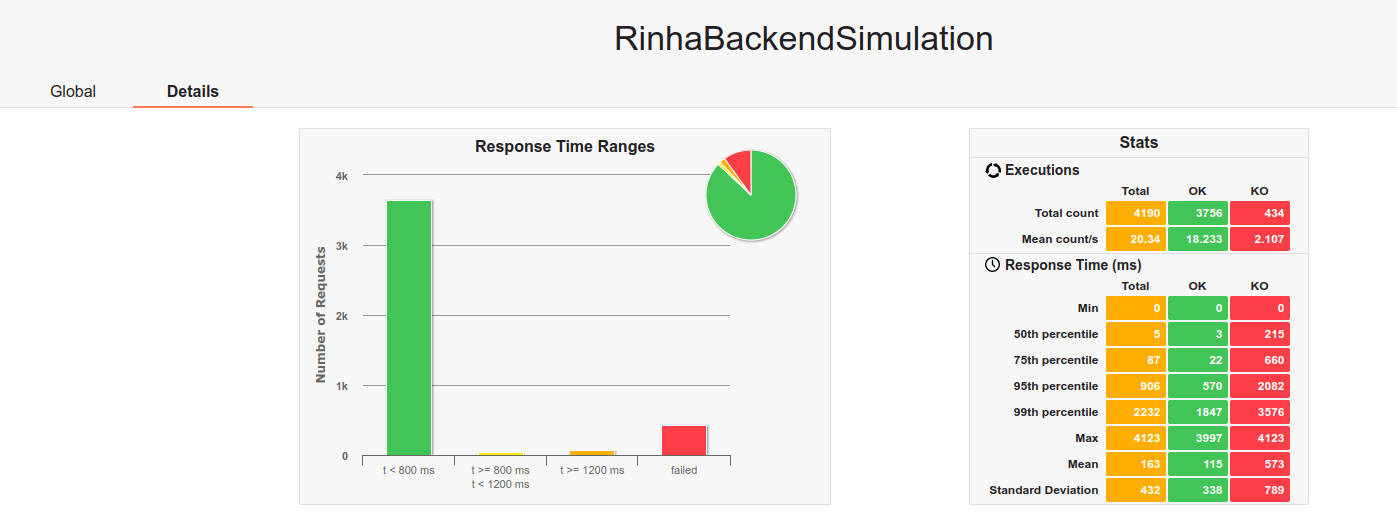 RinhaBackendSimulation
Global Details
Response Time Ranges
Number of Requests
4k
3k
2k
1k
0
t < 800 ms
t >= 800 ms
t < 1200 ms
t >= 1200 ms
failed
Stats
Executions
Total OK KO
Total count 4190 3756 434
Mean count/s 20.34 18.233 2.107
Response Time (ms)
Total OK KO
Min 0 0 0
50th percentile 5 3 215
75th percentile 87 22 660
95th percentile 906 570 2082
99th percentile 2232 1847 3576
Max 4123 3997 4123
Mean 163 115 573
Standard Deviation 432 338 789